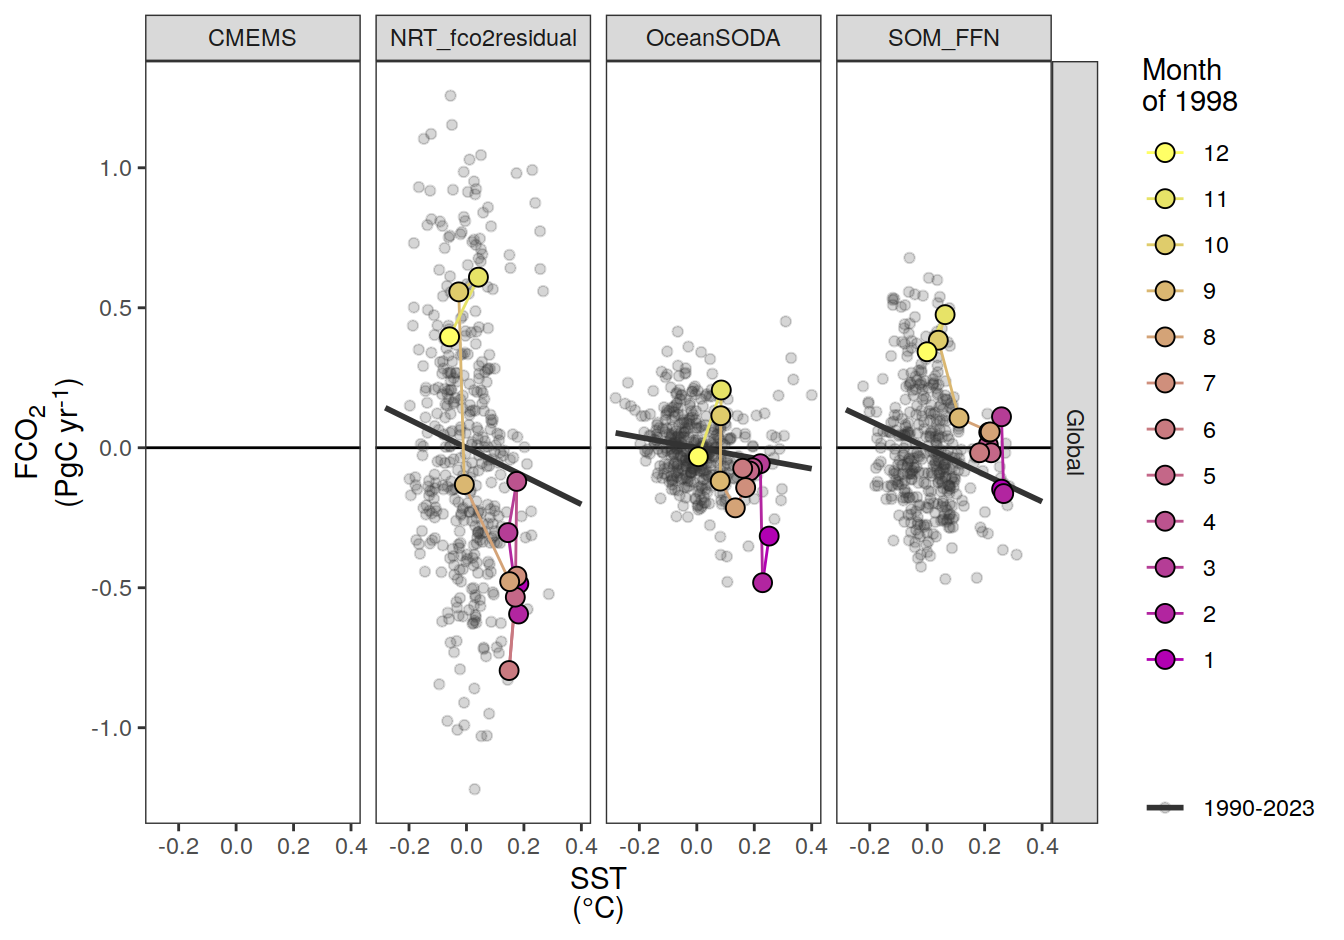 CMEMS
NRT_fco2residual
OceanSODA
SOM_FFN
Global
FCO2
(PgC yr-1)
1.0
0.5
0.0
-0.5
-1.0
-0.2 0.0 0.2 0.4
-0.2 0.0 0.2 0.4
-0.2 0.0 0.2 0.4
-0.2 0.0 0.2 0.4
SST
(°C)
Month
of 1998
12
11
10
9
8
7
6
5
4
3
2
1
1990-2023